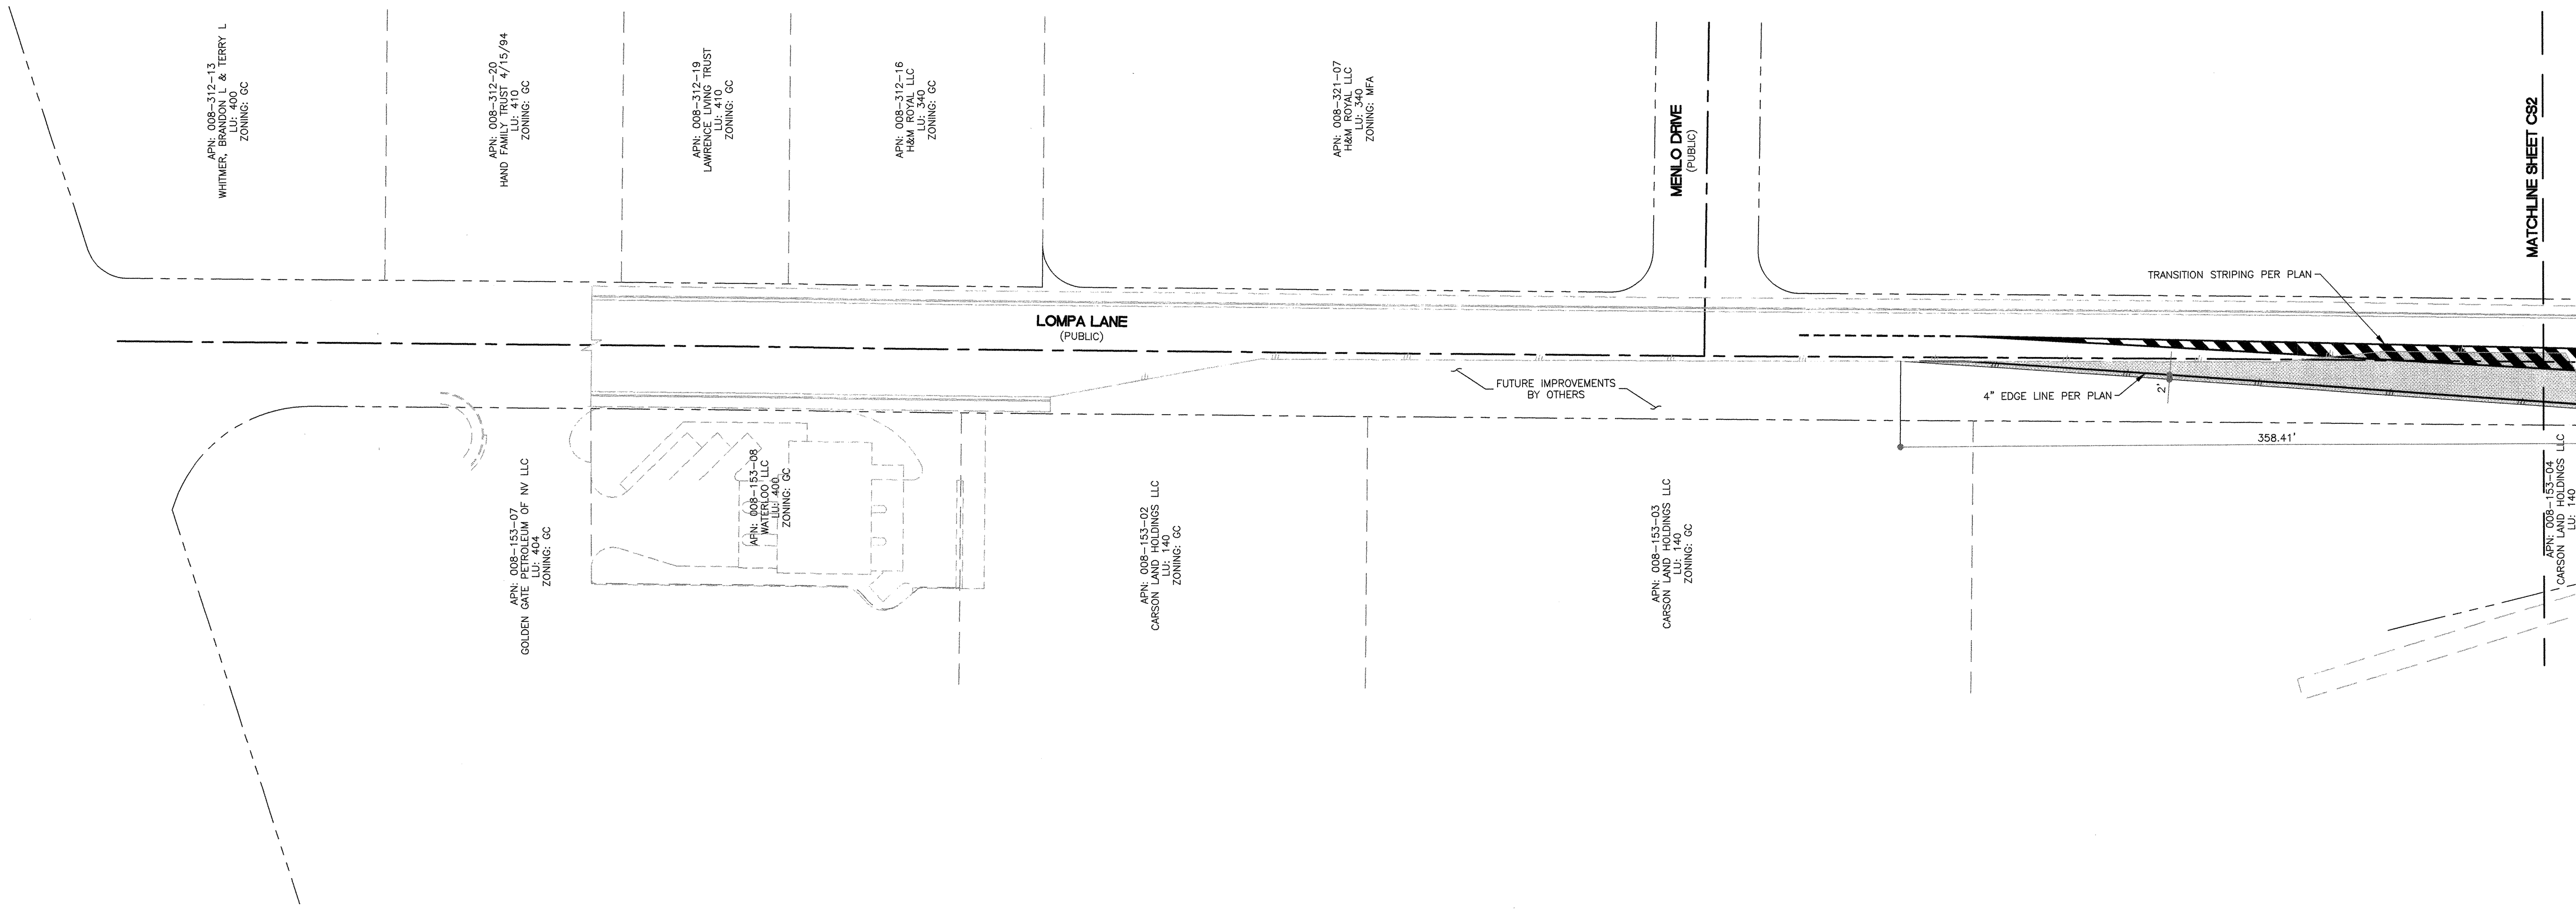 APN: 008-312-13
WHITMER, BRANDON L & TERRY L
LU: 400
ZONING: GC
APN: 008-312-20
HAND FAMILY TRUST 4/15/94
LU: 410
ZONING: GC
APN: 008-312-19
LAWRENCE LIVING TRUST
LU: 410
ZONING: GC
APN: 008-312-16
H&M ROYAL LLC
LU: 340
ZONING: GC
APN: 008-321-07
H&M ROYAL LLC
LU: 340
ZONING: MFA
MENLO DRIVE
(PUBLIC)
MATCHLINE SHEET CS2
TRANSITION STRIPING PER PLAN
LOMPA LANE
(PUBLIC)
FUTURE IMPROVEMENTS
BY OTHERS
4" EDGE LINE PER PLAN
2'
358.41'
APN: 008-153-07
GOLDEN GATE PETROLEUM OF NV LLC
LU: 404
ZONING: GC
APN: 008-153-08
WATERLOO LLC
LU: 400
ZONING: GC
APN: 008-153-02
CARSON LAND HOLDINGS LLC
LU: 140
ZONING: GC
APN: 008-153-03
CARSON LAND HOLDINGS LLC
LU: 140
ZONING: GC
APN: 008-153-04
CARSON LAND HOLDINGS LLC
LU: 140